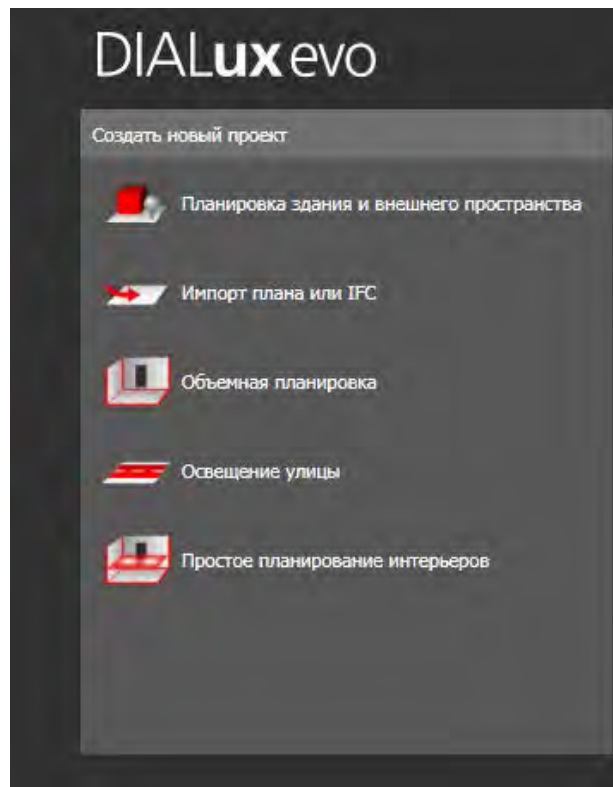 DIALux evo
Создать новый проект
Планировка здания и внешнего пространства
Импорт плана или IFC
Объемная планировка
Освещение улицы
Простое планирование интерьеров